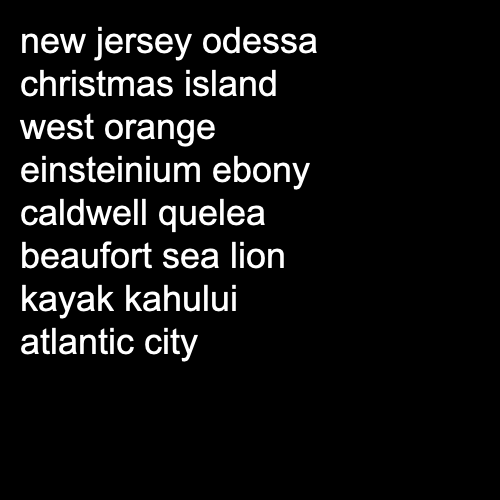 new jersey odessa
christmas island
west orange
einsteinium ebony
caldwell quelea
beaufort sea lion
kayak kahului
atlantic city